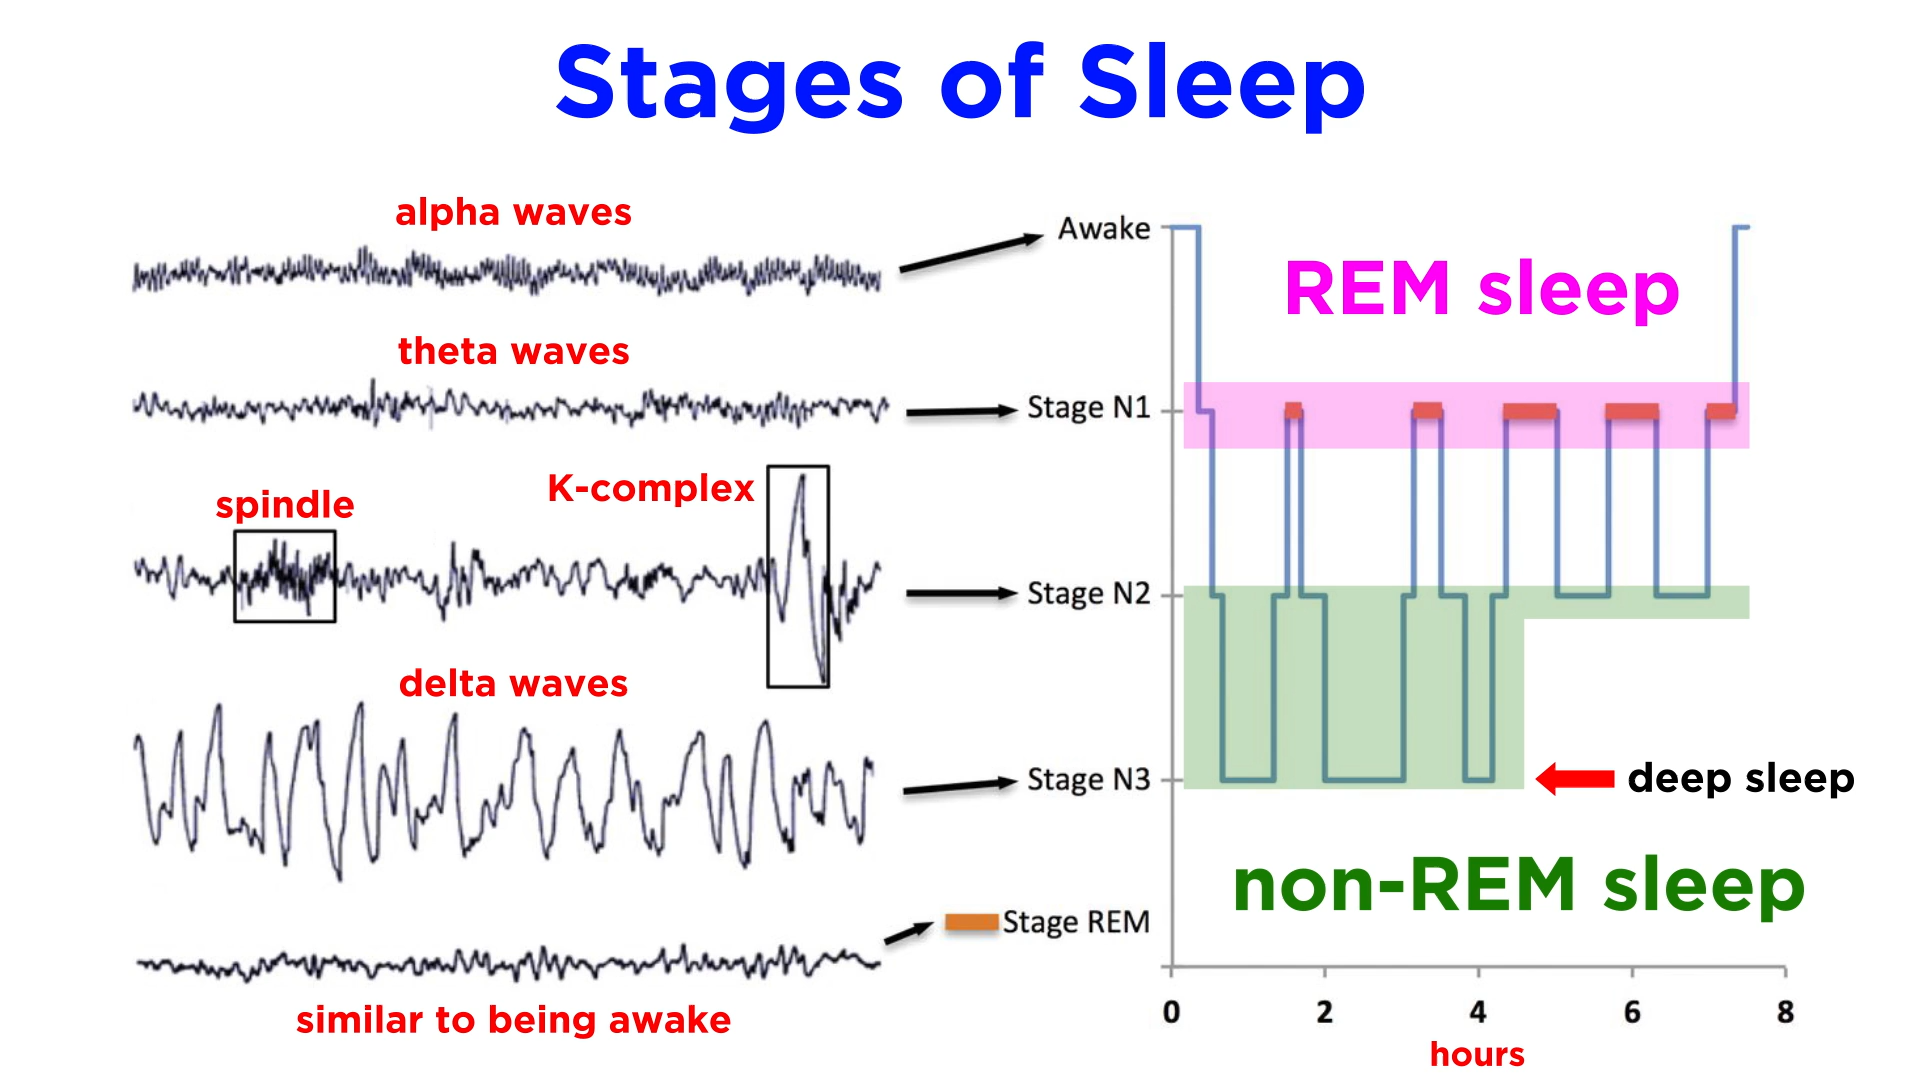 Stages of Sleep
alpha waves
Awake
REM sleep
theta waves
Stage N1
spindle
K-complex
Stage N2
delta waves
Stage N3
deep sleep
non-REM sleep
Stage REM
similar to being awake
0 2 4 6 8
hours